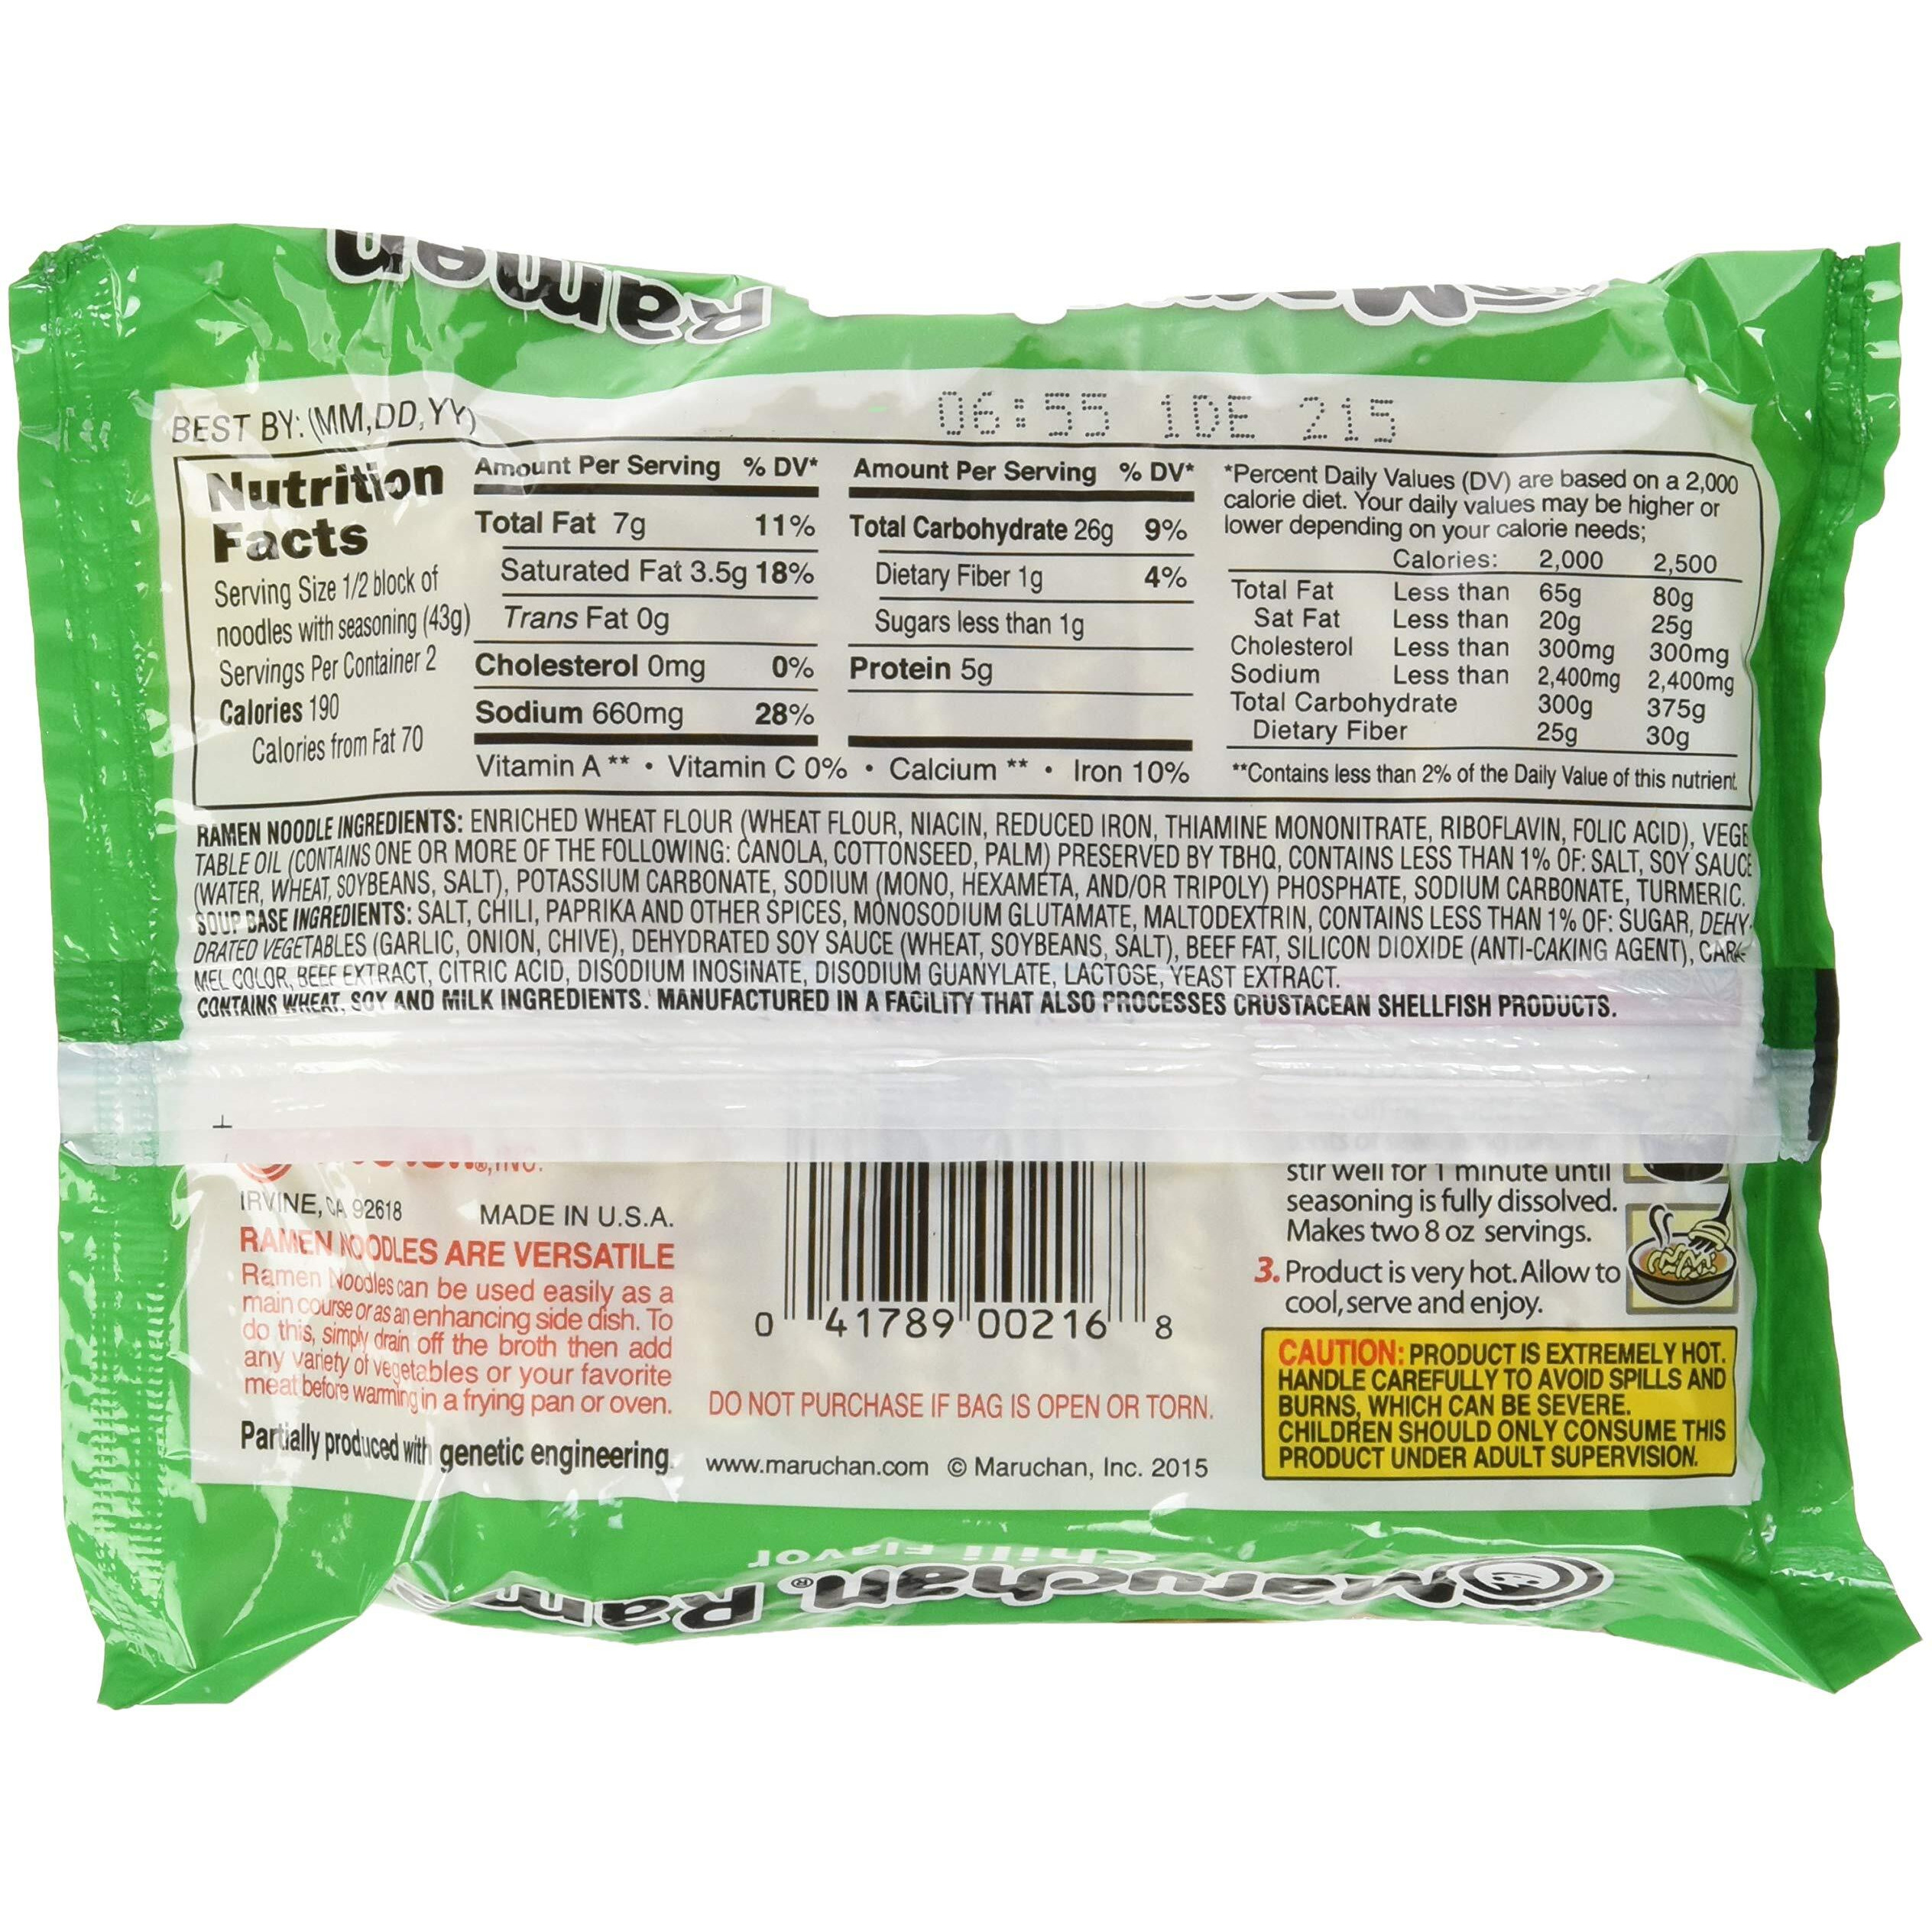 Ramen
BEST BY: (MM,DD,YY)
06:55 1DE 215
Nutrition
Facts
Serving Size 1/2 block of
noodles with seasoning (43g)
Servings Per Container 2
Calories 190
Calories from Fat 70
Amount Per Serving % DV*
Total Fat 7g 11%
Saturated Fat 3.5g 18%
Trans Fat 0g
Cholesterol 0mg 0%
Sodium 660mg 28%
Amount Per Serving % DV*
Total Carbohydrate 26g 9%
Dietary Fiber 1g 4%
Sugars less than 1g
Protein 5g
Vitamin A ** • Vitamin C 0% • Calcium ** • Iron 10%
*Percent Daily Values (DV) are based on a 2,000
calorie diet. Your daily values may be higher or
lower depending on your calorie needs;
Calories: 2,000 2,500
Total Fat Less than 65g 80g
Sat Fat Less than 20g 25g
Cholesterol Less than 300mg 300mg
Sodium Less than 2,400mg 2,400mg
Total Carbohydrate 300g 375g
Dietary Fiber 25g 30g
**Contains less than 2% of the Daily Value of this nutrient.
RAMEN NOODLE INGREDIENTS: ENRICHED WHEAT FLOUR (WHEAT FLOUR, NIACIN, REDUCED IRON, THIAMINE MONONITRATE, RIBOFLAVIN, FOLIC ACID), VEGE
TABLE OIL (CONTAINS ONE OR MORE OF THE FOLLOWING: CANOLA, COTTONSEED, PALM) PRESERVED BY TBHQ, CONTAINS LESS THAN 1% OF: SALT, SOY SAUCE
(WATER, WHEAT, SOYBEANS, SALT), POTASSIUM CARBONATE, SODIUM (MONO, HEXAMETA, AND/OR TRIPOLY) PHOSPHATE, SODIUM CARBONATE, TURMERIC.
SOUP BASE INGREDIENTS: SALT, CHILI, PAPRIKA AND OTHER SPICES, MONOSODIUM GLUTAMATE, MALTODEXTRIN, CONTAINS LESS THAN 1% OF: SUGAR, DEHY-
DRATED VEGETABLES (GARLIC, ONION, CHIVE), DEHYDRATED SOY SAUCE (WHEAT, SOYBEANS, SALT), BEEF FAT, SILICON DIOXIDE (ANTI-CAKING AGENT), CARA-
MEL COLOR, BEEF EXTRACT, CITRIC ACID, DISODIUM INOSINATE, DISODIUM GUANYLATE, LACTOSE, YEAST EXTRACT.
CONTAINS WHEAT, SOY AND MILK INGREDIENTS. MANUFACTURED IN A FACILITY THAT ALSO PROCESSES CRUSTACEAN SHELLFISH PRODUCTS.
, INC.
IRVINE, CA 92618 MADE IN U.S.A.
RAMEN NOODLES ARE VERSATILE
Ramen Noodles can be used easily as a
main course or as an enhancing side dish. To
do this, simply drain off the broth then add
any variety of vegetables or your favorite
meat before warming in a frying pan or oven.
Partially produced with genetic engineering.
0 41789 00216 8
DO NOT PURCHASE IF BAG IS OPEN OR TORN.
www.maruchan.com © Maruchan, Inc. 2015
stir well for 1 minute until
seasoning is fully dissolved.
Makes two 8 oz servings.
3. Product is very hot. Allow to
cool, serve and enjoy.
CAUTION: PRODUCT IS EXTREMELY HOT.
HANDLE CAREFULLY TO AVOID SPILLS AND
BURNS, WHICH CAN BE SEVERE.
CHILDREN SHOULD ONLY CONSUME THIS
PRODUCT UNDER ADULT SUPERVISION.
Chili Flavor
Maruchan® Ram